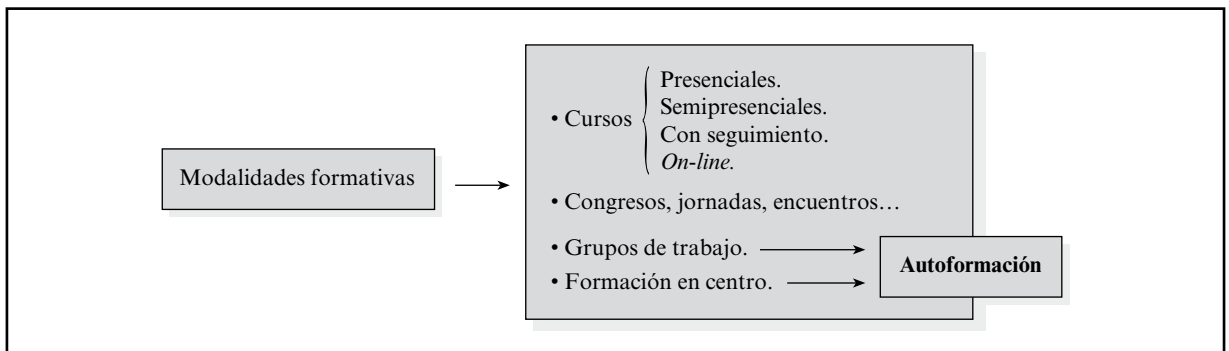 Modalidades formativas
• Cursos
Presenciales.
Semipresenciales.
Con seguimiento.
On-line.
• Congresos, jornadas, encuentros…
• Grupos de trabajo.
• Formación en centro.
Autoformación